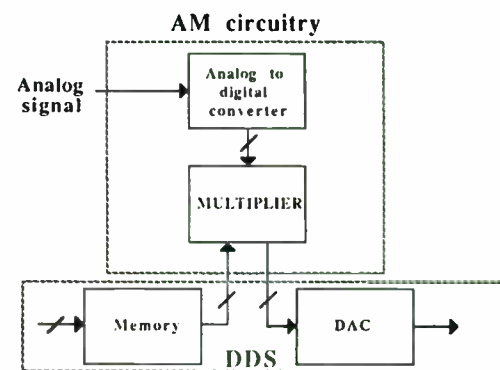 AM circuitry
Analog
signal
Analog to
digital
converter
MULTIPLIER
Memory
DAC
DDS